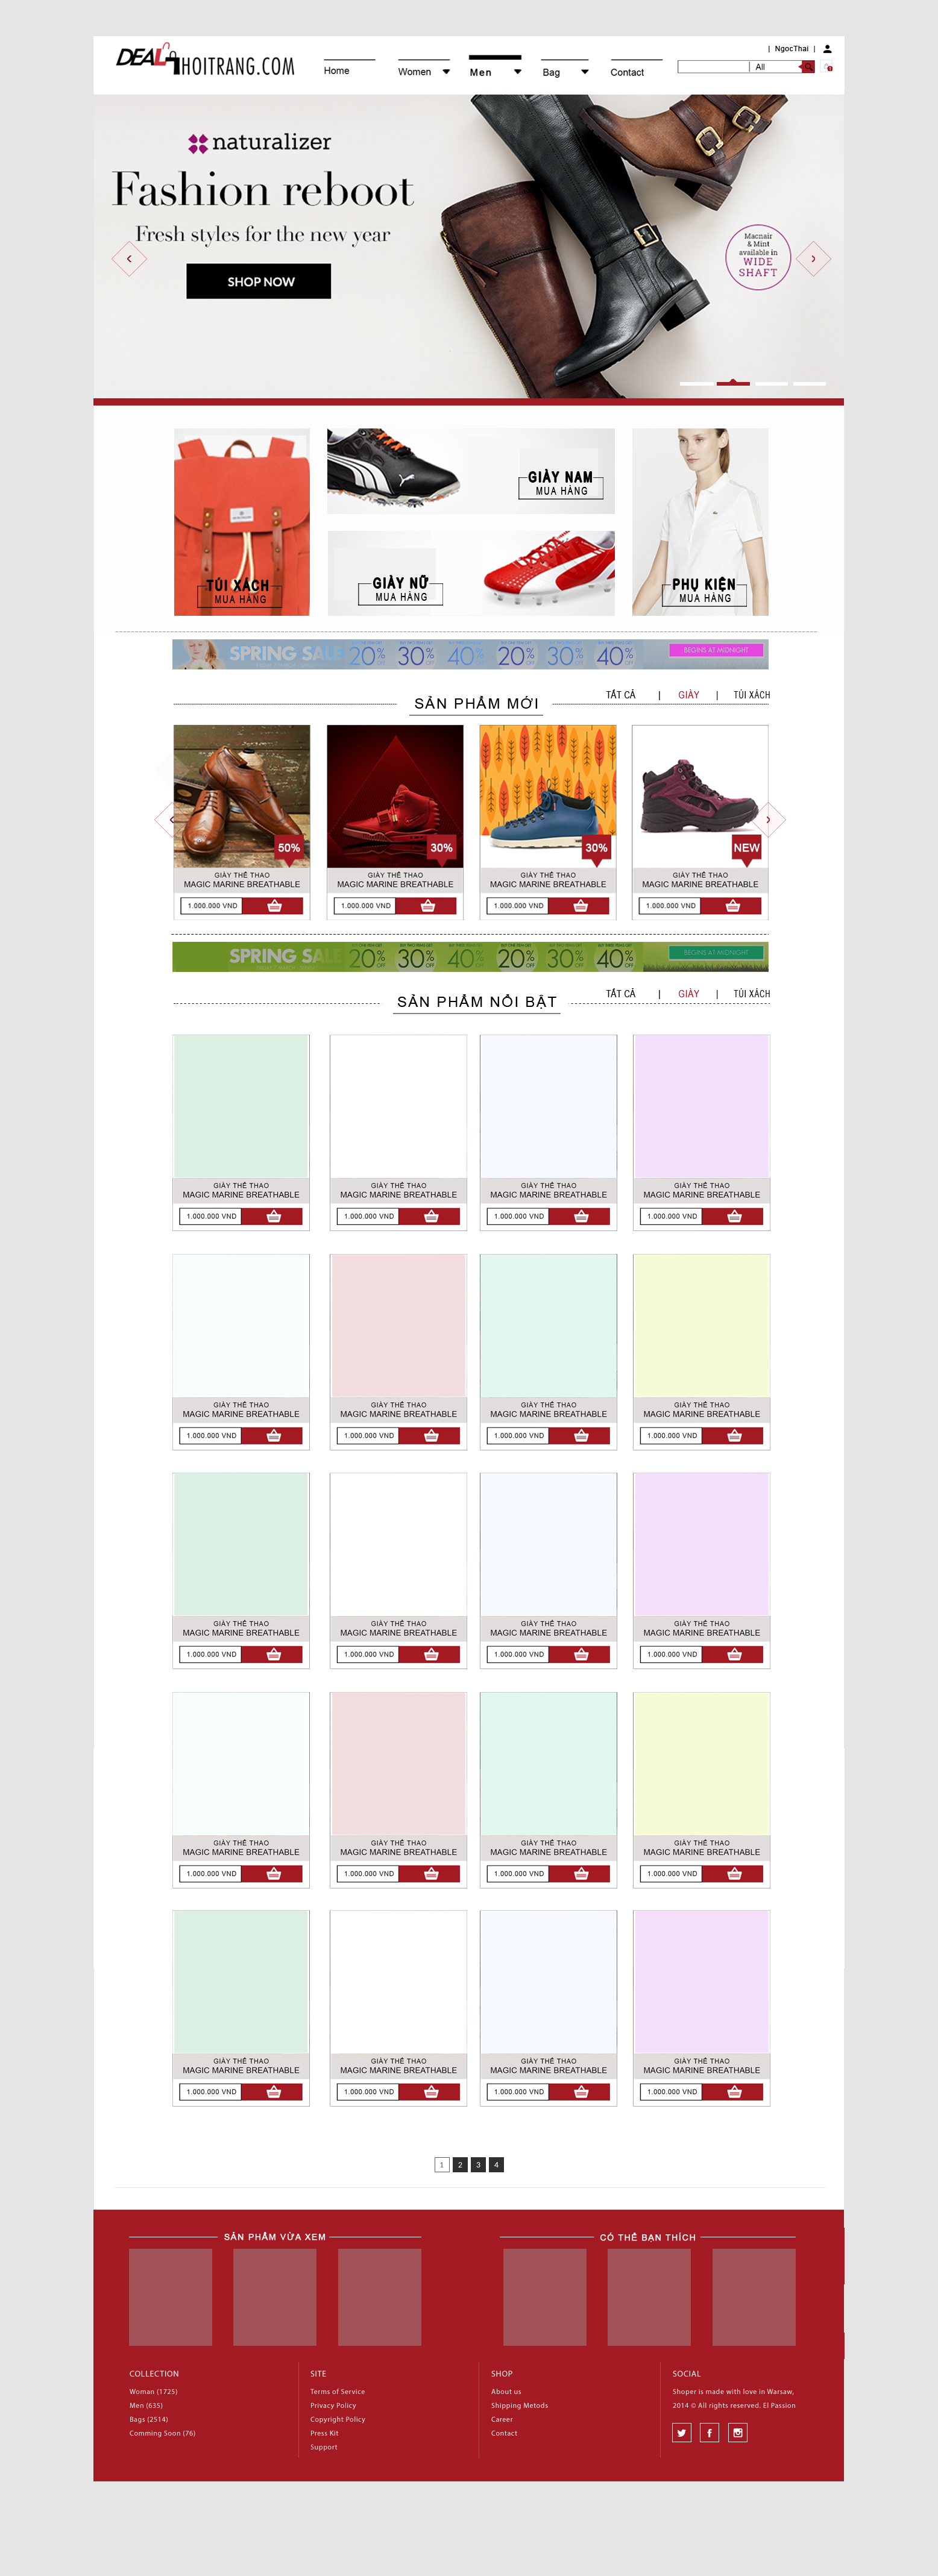 DEALTHOITRANG.COM
Home
Women
Men
Bag
Contact
| NgocThai |
All
naturalizer
Fashion reboot
Fresh styles for the new year
SHOP NOW
Macnair
& Mint
available in
WIDE
SHAFT
TÚI XÁCH
MUA HÀNG
GIÀY NAM
MUA HÀNG
GIÀY NỮ
MUA HÀNG
PHỤ KIỆN
MUA HÀNG
SPRING SALE 20% OFF 30% OFF 40% OFF 20% OFF 30% OFF 40% OFF BEGINS AT MIDNIGHT
SẢN PHẨM MỚI
TẤT CẢ | GIÀY | TÚI XÁCH
50%
30%
30%
NEW
GIÀY THỂ THAO
MAGIC MARINE BREATHABLE
1.000.000 VND
GIÀY THỂ THAO
MAGIC MARINE BREATHABLE
1.000.000 VND
GIÀY THỂ THAO
MAGIC MARINE BREATHABLE
1.000.000 VND
GIÀY THỂ THAO
MAGIC MARINE BREATHABLE
1.000.000 VND
SPRING SALE 20% OFF 30% OFF 40% OFF 20% OFF 30% OFF 40% OFF BEGINS AT MIDNIGHT
SẢN PHẨM NỔI BẬT
TẤT CẢ | GIÀY | TÚI XÁCH
GIÀY THỂ THAO
MAGIC MARINE BREATHABLE
1.000.000 VND
GIÀY THỂ THAO
MAGIC MARINE BREATHABLE
1.000.000 VND
GIÀY THỂ THAO
MAGIC MARINE BREATHABLE
1.000.000 VND
GIÀY THỂ THAO
MAGIC MARINE BREATHABLE
1.000.000 VND
GIÀY THỂ THAO
MAGIC MARINE BREATHABLE
1.000.000 VND
GIÀY THỂ THAO
MAGIC MARINE BREATHABLE
1.000.000 VND
GIÀY THỂ THAO
MAGIC MARINE BREATHABLE
1.000.000 VND
GIÀY THỂ THAO
MAGIC MARINE BREATHABLE
1.000.000 VND
GIÀY THỂ THAO
MAGIC MARINE BREATHABLE
1.000.000 VND
GIÀY THỂ THAO
MAGIC MARINE BREATHABLE
1.000.000 VND
GIÀY THỂ THAO
MAGIC MARINE BREATHABLE
1.000.000 VND
GIÀY THỂ THAO
MAGIC MARINE BREATHABLE
1.000.000 VND
GIÀY THỂ THAO
MAGIC MARINE BREATHABLE
1.000.000 VND
GIÀY THỂ THAO
MAGIC MARINE BREATHABLE
1.000.000 VND
GIÀY THỂ THAO
MAGIC MARINE BREATHABLE
1.000.000 VND
GIÀY THỂ THAO
MAGIC MARINE BREATHABLE
1.000.000 VND
GIÀY THỂ THAO
MAGIC MARINE BREATHABLE
1.000.000 VND
GIÀY THỂ THAO
MAGIC MARINE BREATHABLE
1.000.000 VND
GIÀY THỂ THAO
MAGIC MARINE BREATHABLE
1.000.000 VND
GIÀY THỂ THAO
MAGIC MARINE BREATHABLE
1.000.000 VND
1 2 3 4
SẢN PHẨM VỪA XEM
CÓ THỂ BẠN THÍCH
COLLECTION
Woman (1725)
Men (635)
Bags (2514)
Comming Soon (76)
SITE
Terms of Service
Privacy Policy
Copyright Policy
Press Kit
Support
SHOP
About us
Shipping Metods
Career
Contact
SOCIAL
Shoper is made with love in Warsaw,
2014 © All rights reserved. El Passion